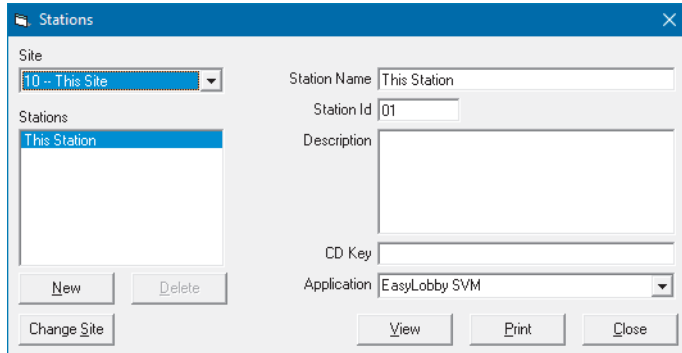 Stations
Site
10 -- This Site
Stations
This Station
New
Delete
Change Site
Station Name
This Station
Station Id
01
Description
CD Key
Application
EasyLobby SVM
View
Print
Close